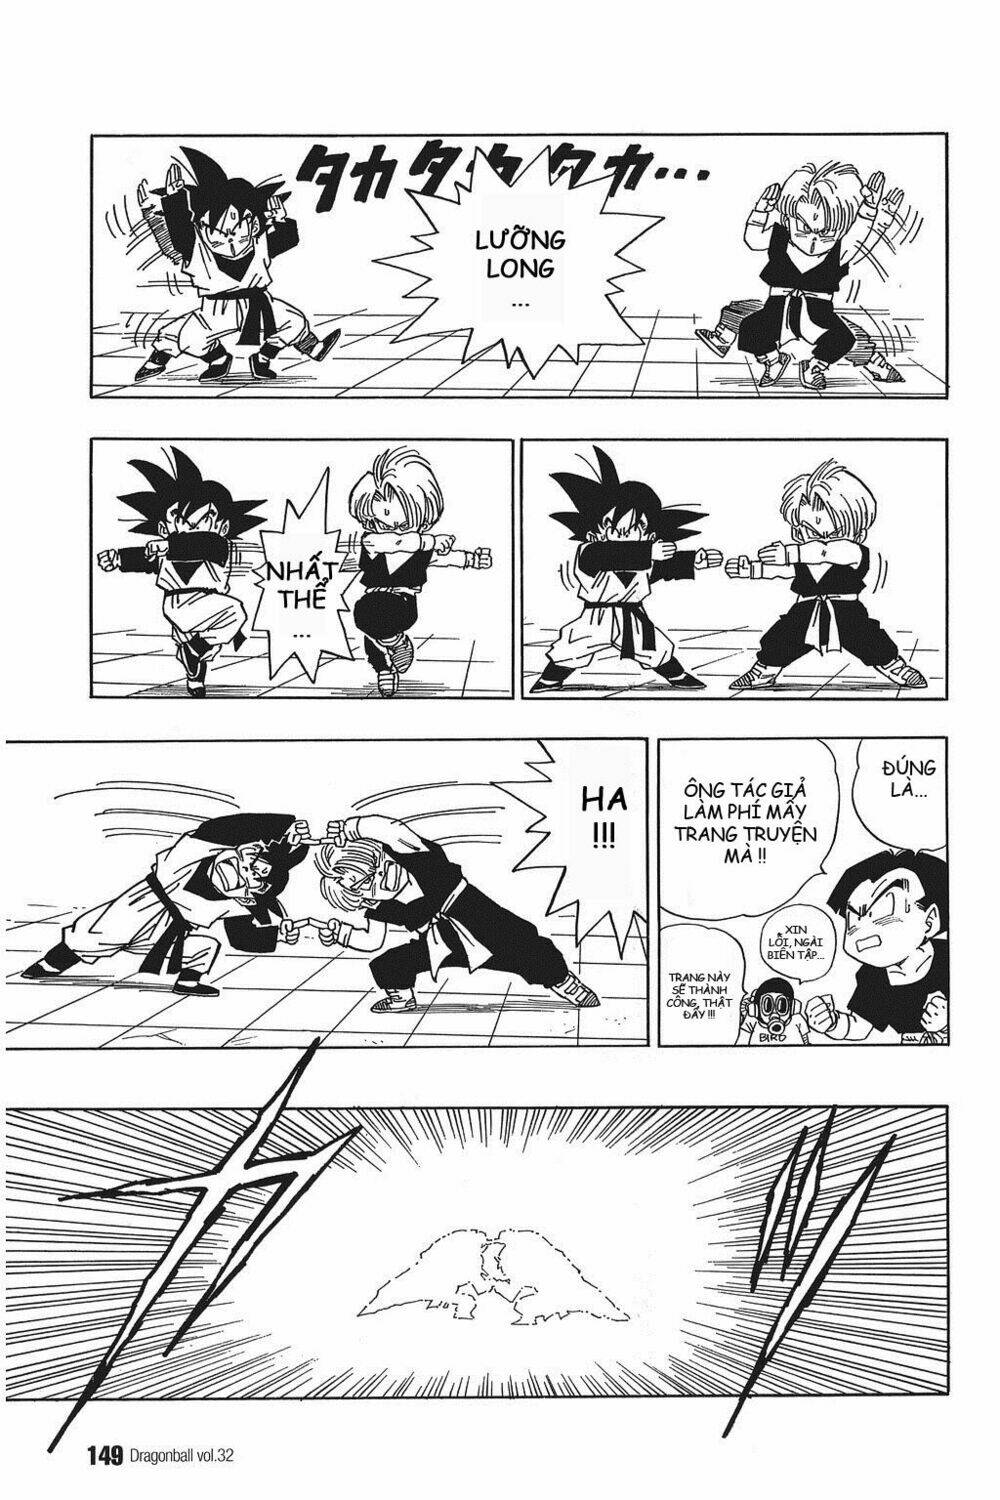 タカタカタカ...
LƯỠNG
LONG
...
NHẤT
THỂ
...
HA
!!!
ĐÚNG
LÀ...
ÔNG TÁC GIẢ
LÀM PHÍ MẤY
TRANG TRUYỆN
MÀ !!
XIN
LỖI, NGÀI
BIÊN TẬP...
TRANG NÀY
SẼ THÀNH
CÔNG, THẬT
ĐẤY !!!
BIRD
カッ
149 Dragonball vol.32